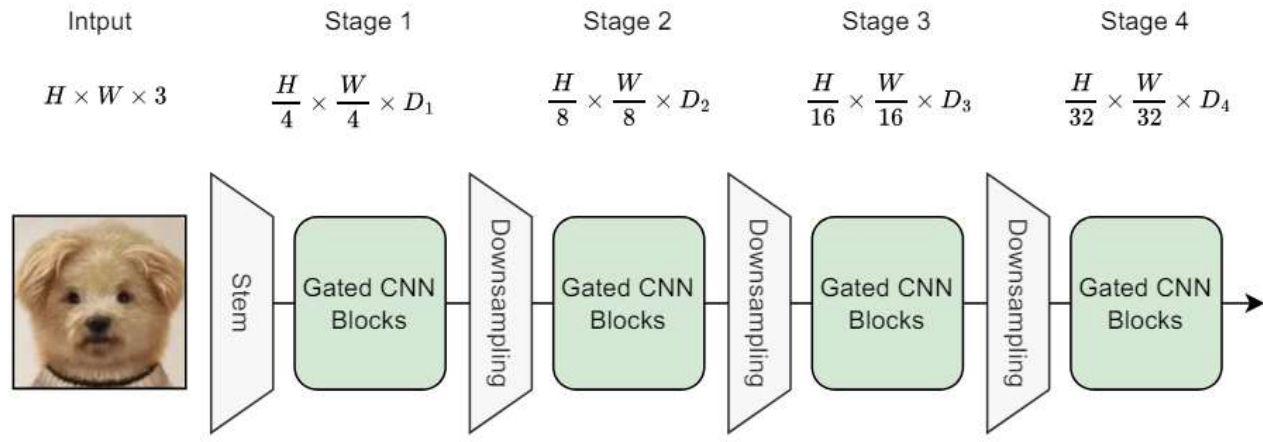 Intput Stage 1 Stage 2 Stage 3 Stage 4
H × W × 3 H/4 × W/4 × D₁ H/8 × W/8 × D₂ H/16 × W/16 × D₃ H/32 × W/32 × D₄
Stem
Gated CNN
Blocks
Downsampling
Gated CNN
Blocks
Downsampling
Gated CNN
Blocks
Downsampling
Gated CNN
Blocks